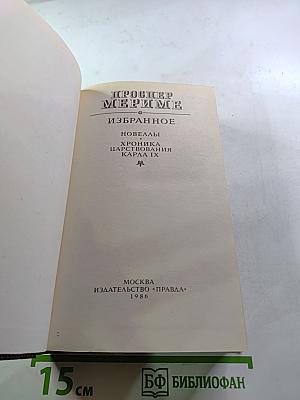 ПРОСПЕР
МЕРИМЕ
ИЗБРАННОЕ
НОВЕЛЛЫ
ХРОНИКА
ЦАРСТВОВАНИЯ
КАРЛА IX
МОСКВА
ИЗДАТЕЛЬСТВО «ПРАВДА»
1986
15 см
БФ БИБЛИОФАН